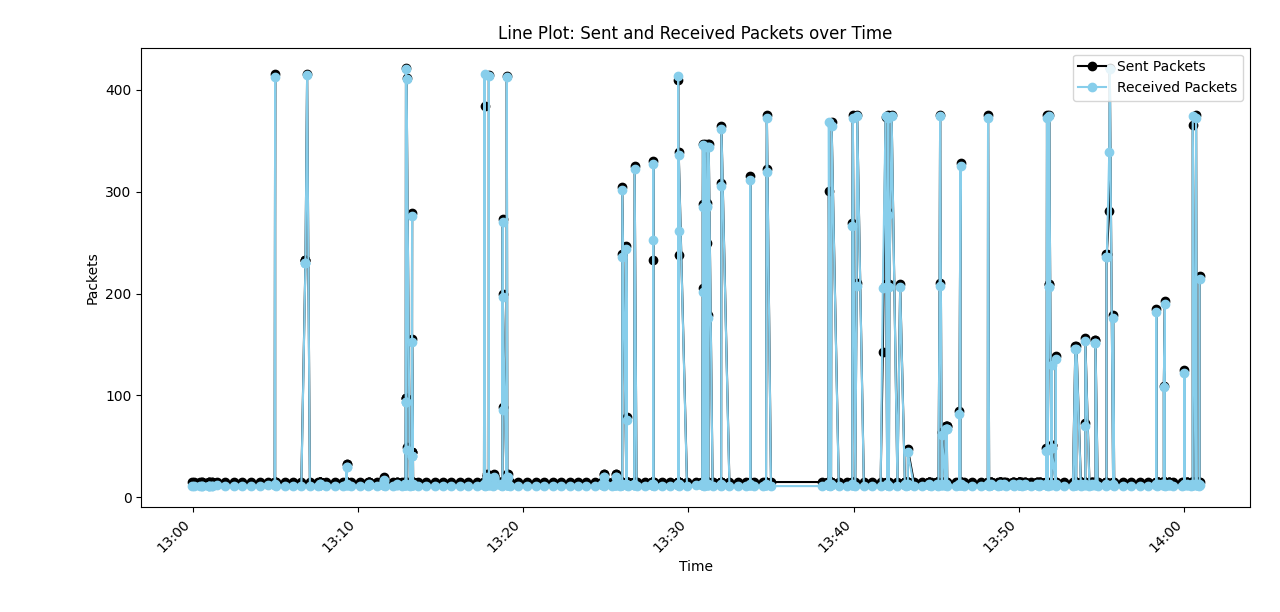 Line Plot: Sent and Received Packets over Time
Sent Packets
Received Packets
Packets
400
300
200
100
0
13:00
13:10
13:20
13:30
13:40
13:50
14:00
Time